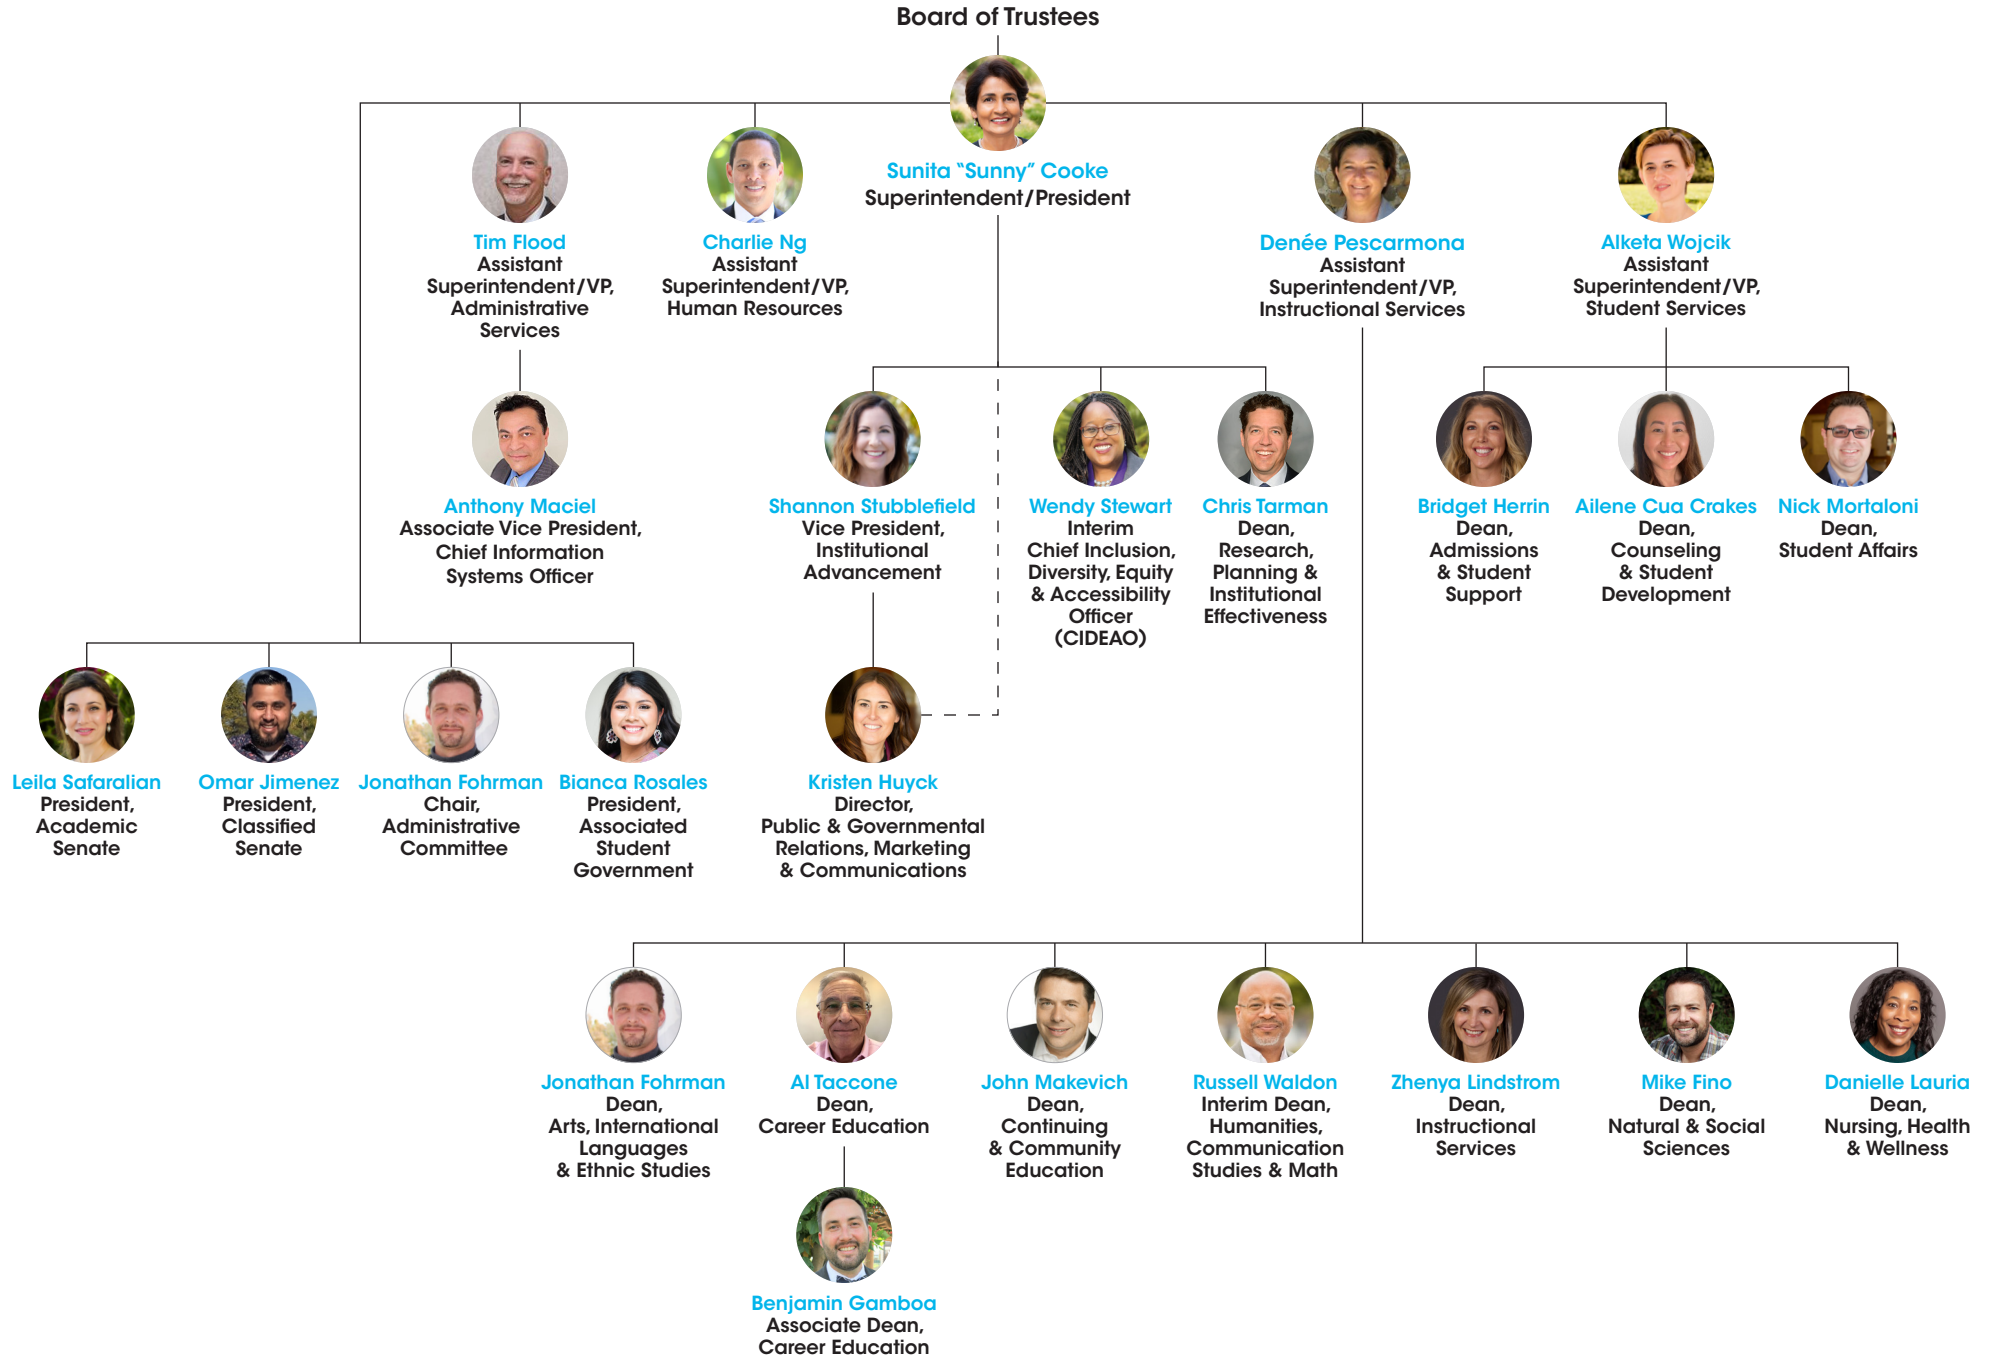 Board of Trustees
Sunita “Sunny” Cooke
Superintendent/President
Tim Flood
Assistant
Superintendent/VP,
Administrative
Services
Charlie Ng
Assistant
Superintendent/VP,
Human Resources
Denée Pescarmona
Assistant
Superintendent/VP,
Instructional Services
Alketa Wojcik
Assistant
Superintendent/VP,
Student Services
Anthony Maciel
Associate Vice President,
Chief Information
Systems Officer
Shannon Stubblefield
Vice President,
Institutional
Advancement
Wendy Stewart
Interim
Chief Inclusion,
Diversity, Equity
& Accessibility
Officer
(CIDEAO)
Chris Tarman
Dean,
Research,
Planning &
Institutional
Effectiveness
Bridget Herrin
Dean,
Admissions
& Student
Support
Ailene Cua Crakes
Dean,
Counseling
& Student
Development
Nick Mortaloni
Dean,
Student Affairs
Leila Safaralian
President,
Academic
Senate
Omar Jimenez
President,
Classified
Senate
Jonathan Fohrman
Chair,
Administrative
Committee
Bianca Rosales
President,
Associated
Student
Government
Kristen Huyck
Director,
Public & Governmental
Relations, Marketing
& Communications
Jonathan Fohrman
Dean,
Arts, International
Languages
& Ethnic Studies
Al Taccone
Dean,
Career Education
John Makevich
Dean,
Continuing
& Community
Education
Russell Waldon
Interim Dean,
Humanities,
Communication
Studies & Math
Zhenya Lindstrom
Dean,
Instructional
Services
Mike Fino
Dean,
Natural & Social
Sciences
Danielle Lauria
Dean,
Nursing, Health
& Wellness
Benjamin Gamboa
Associate Dean,
Career Education